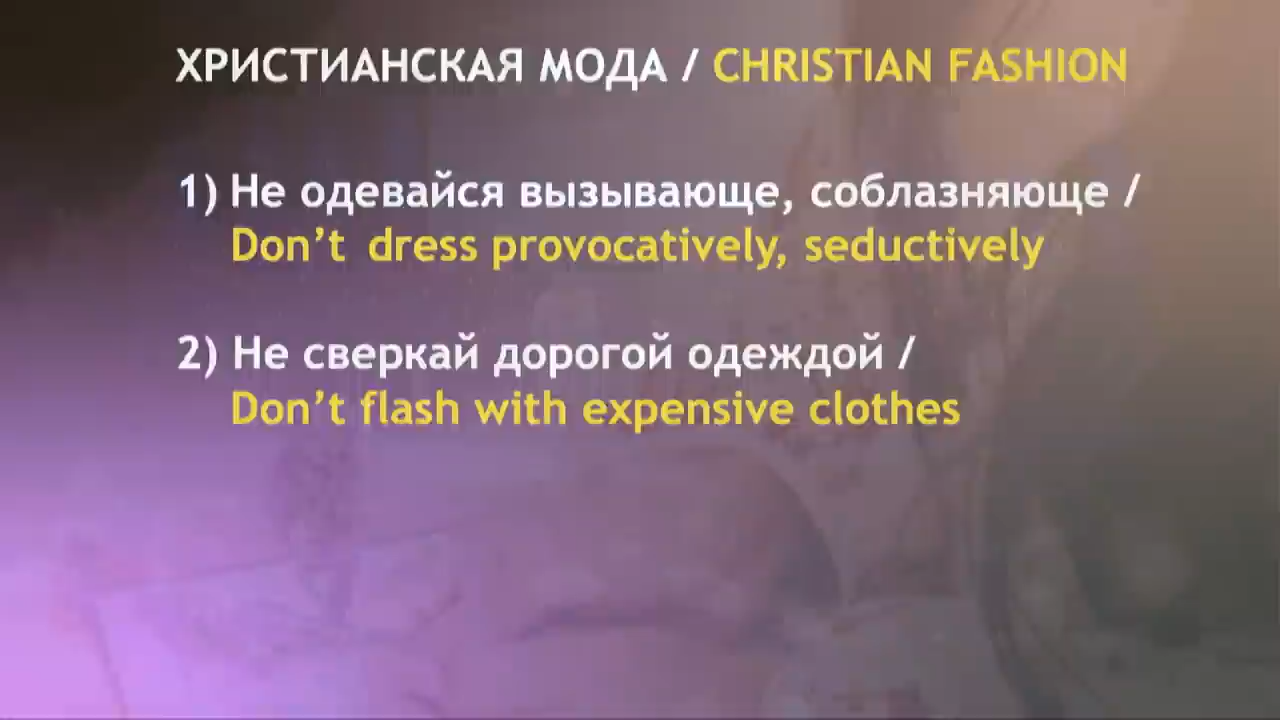 ХРИСТИАНСКАЯ МОДА / CHRISTIAN FASHION
1) Не одевайся вызывающе, соблазняюще /
Don’t dress provocatively, seductively
2) Не сверкай дорогой одеждой /
Don’t flash with expensive clothes